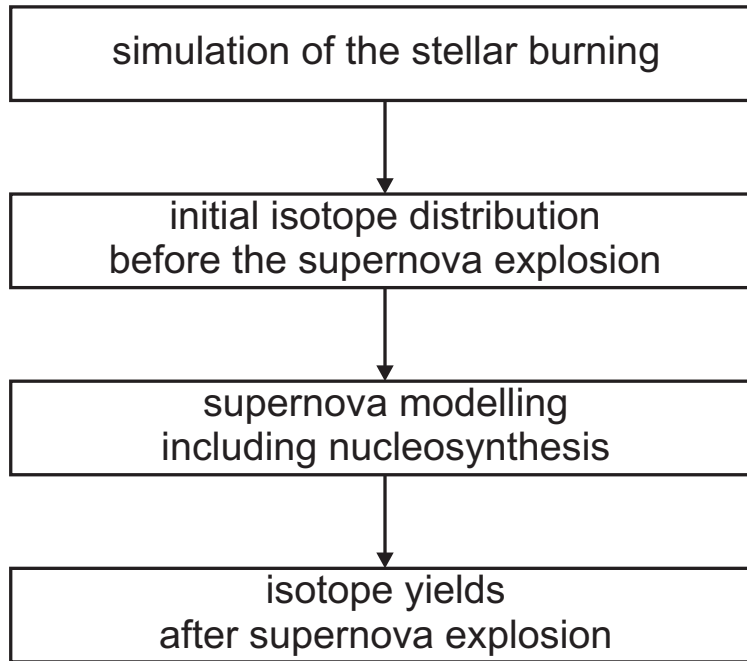 simulation of the stellar burning
initial isotope distribution
before the supernova explosion
supernova modelling
including nucleosynthesis
isotope yields
after supernova explosion